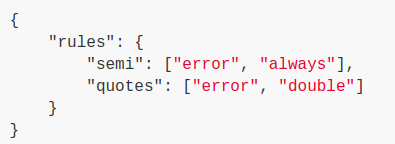 {
    "rules": {
        "semi": ["error", "always"],
        "quotes": ["error", "double"]
    }
}